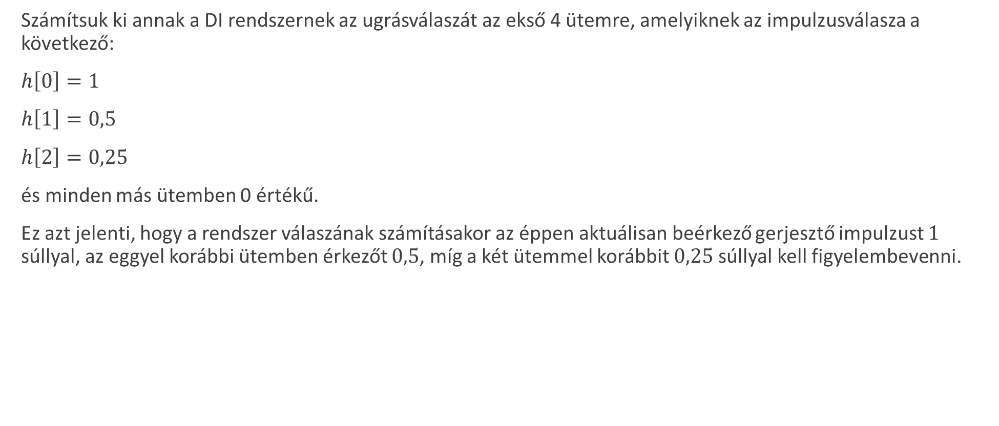 Számítsuk ki annak a DI rendszernek az ugrásválaszát az ekső 4 ütemre, amelyiknek az impulzusválasza a
következő:
h[0] = 1
h[1] = 0,5
h[2] = 0,25
és minden más ütemben 0 értékű.
Ez azt jelenti, hogy a rendszer válaszának számításakor az éppen aktuálisan beérkező gerjesztő impulzust 1
súllyal, az eggyel korábbi ütemben érkezőt 0,5, míg a két ütemmel korábbit 0,25 súllyal kell figyelembevenni.